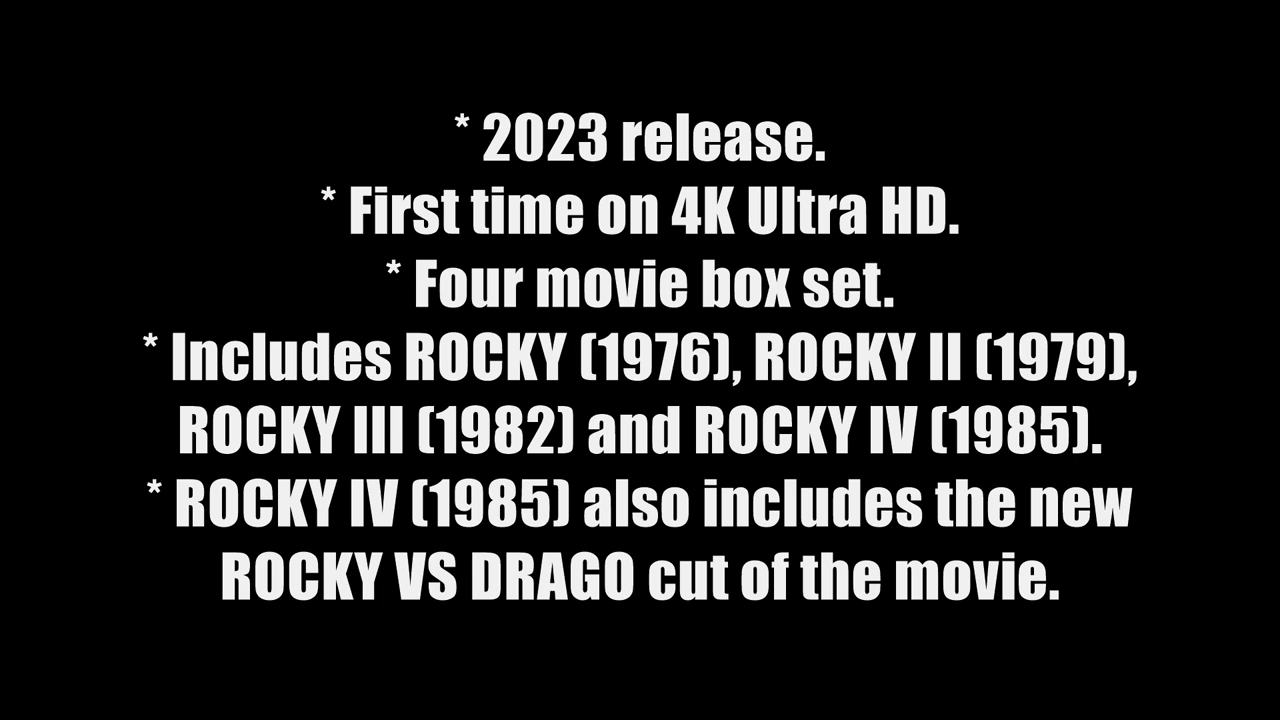 * 2023 release.
* First time on 4K Ultra HD.
* Four movie box set.
* Includes ROCKY (1976), ROCKY II (1979),
ROCKY III (1982) and ROCKY IV (1985).
* ROCKY IV (1985) also includes the new
ROCKY VS DRAGO cut of the movie.